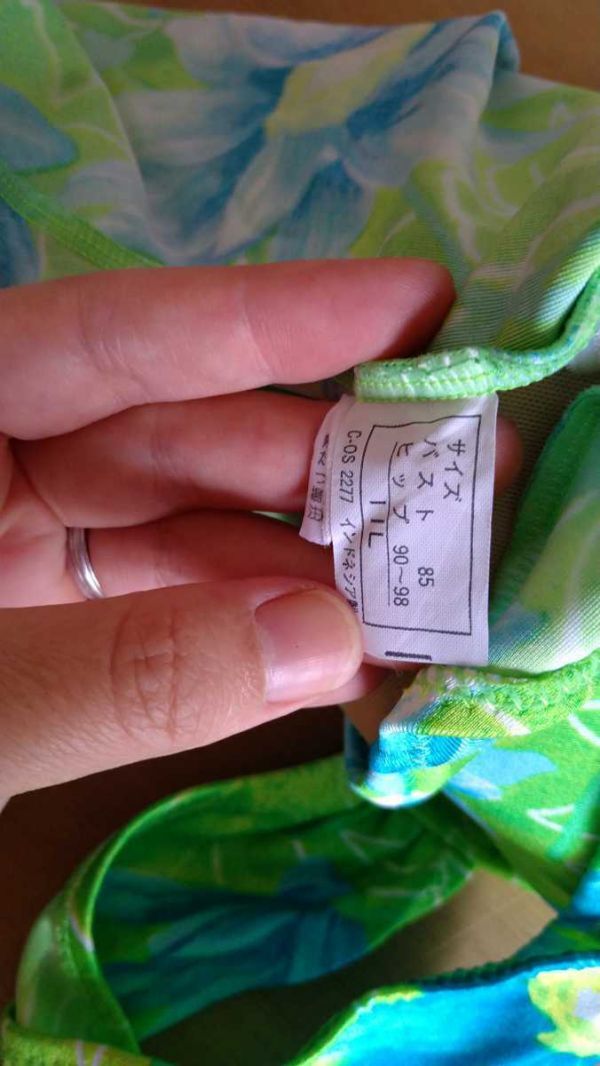 サイズ
バスト 85
ヒップ 90～98
11L
C-OS 2277 インドネシア製